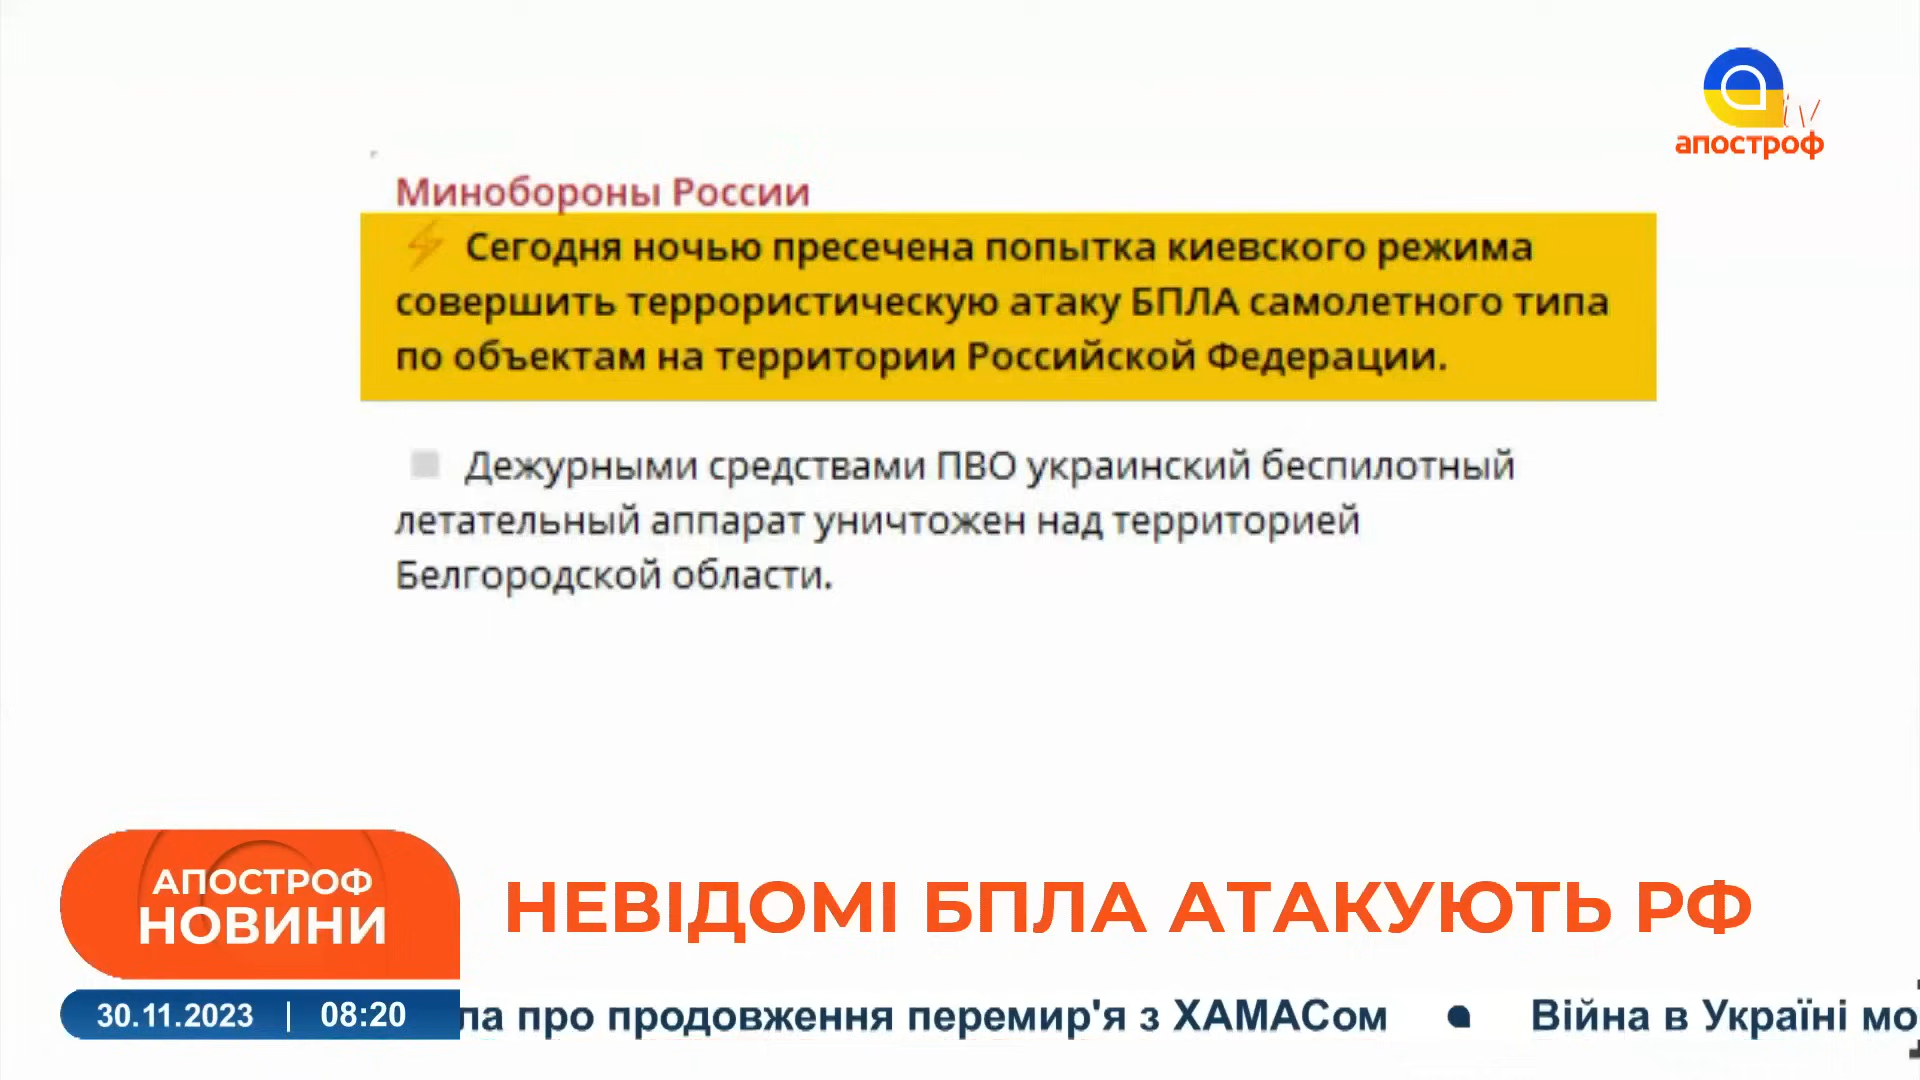 tv
апостроф
Минобороны России
⚡ Сегодня ночью пресечена попытка киевского режима
совершить террористическую атаку БПЛА самолетного типа
по объектам на территории Российской Федерации.
Дежурными средствами ПВО украинский беспилотный
летательный аппарат уничтожен над территорией
Белгородской области.
АПОСТРОФ
НОВИНИ
НЕВІДОМІ БПЛА АТАКУЮТЬ РФ
30.11.2023 | 08:20
ла про продовження перемир'я з ХАМАСом • Війна в Україні мо